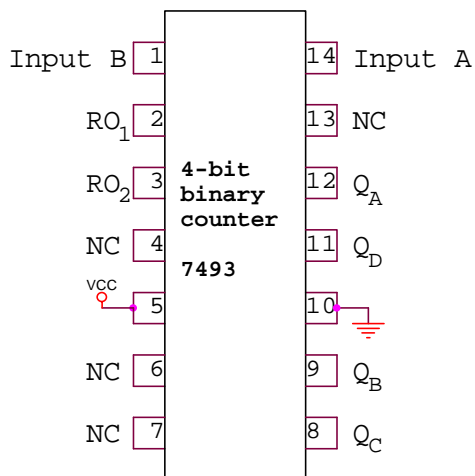 Input B 1 14 Input A
RO1 2 13 NC
RO2 3 12 QA
4-bit
binary
counter
7493
NC 4 11 QD
VCC 5 10
NC 6 9 QB
NC 7 8 QC